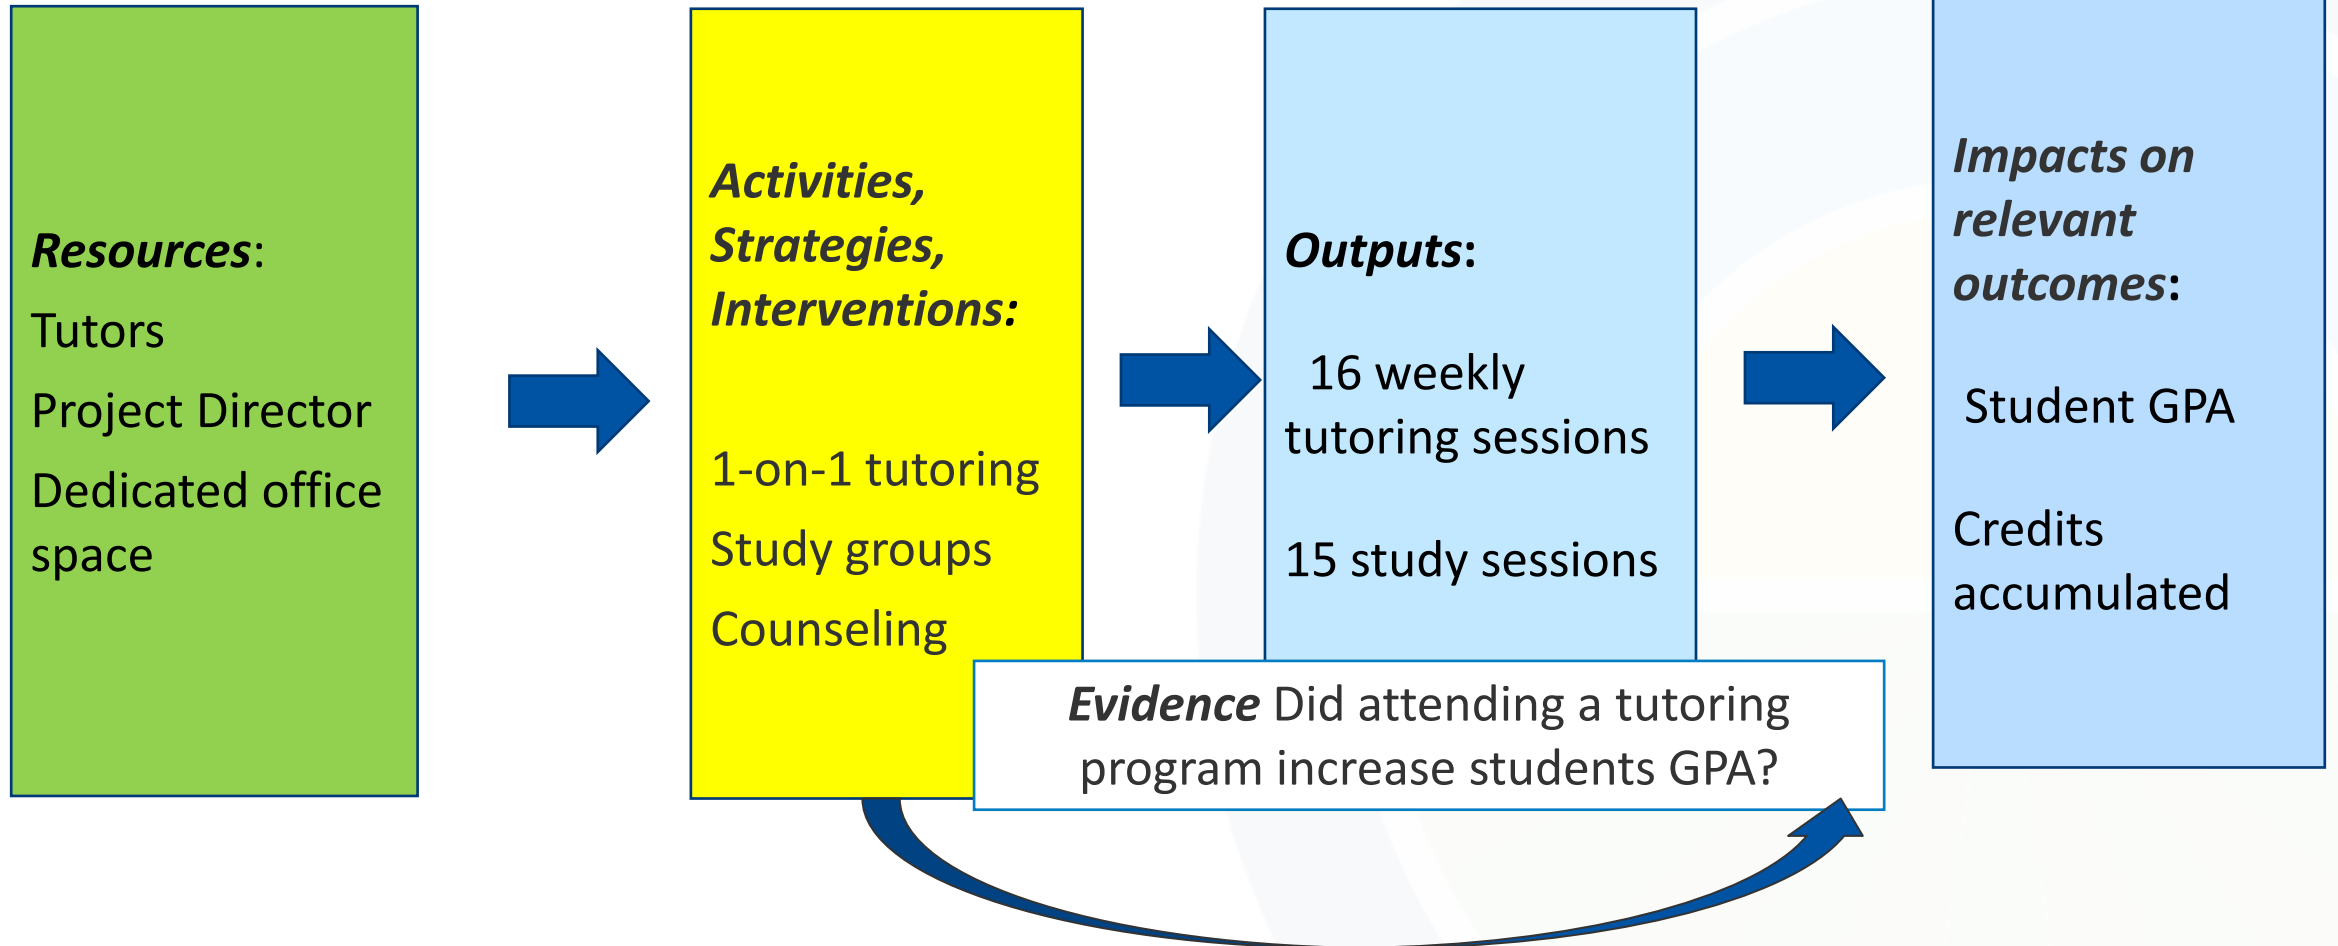 Resources:
Tutors
Project Director
Dedicated office
space
Activities,
Strategies,
Interventions:
1-on-1 tutoring
Study groups
Counseling
Outputs:
16 weekly
tutoring sessions
15 study sessions
Impacts on
relevant
outcomes:
Student GPA
Credits
accumulated
Evidence Did attending a tutoring
program increase students GPA?